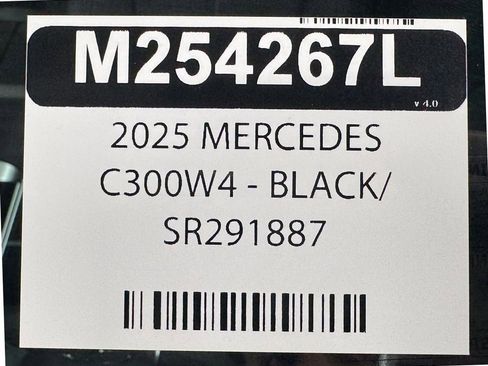 M254267L
v 4.0
2025 MERCEDES
C300W4 - BLACK/
SR291887